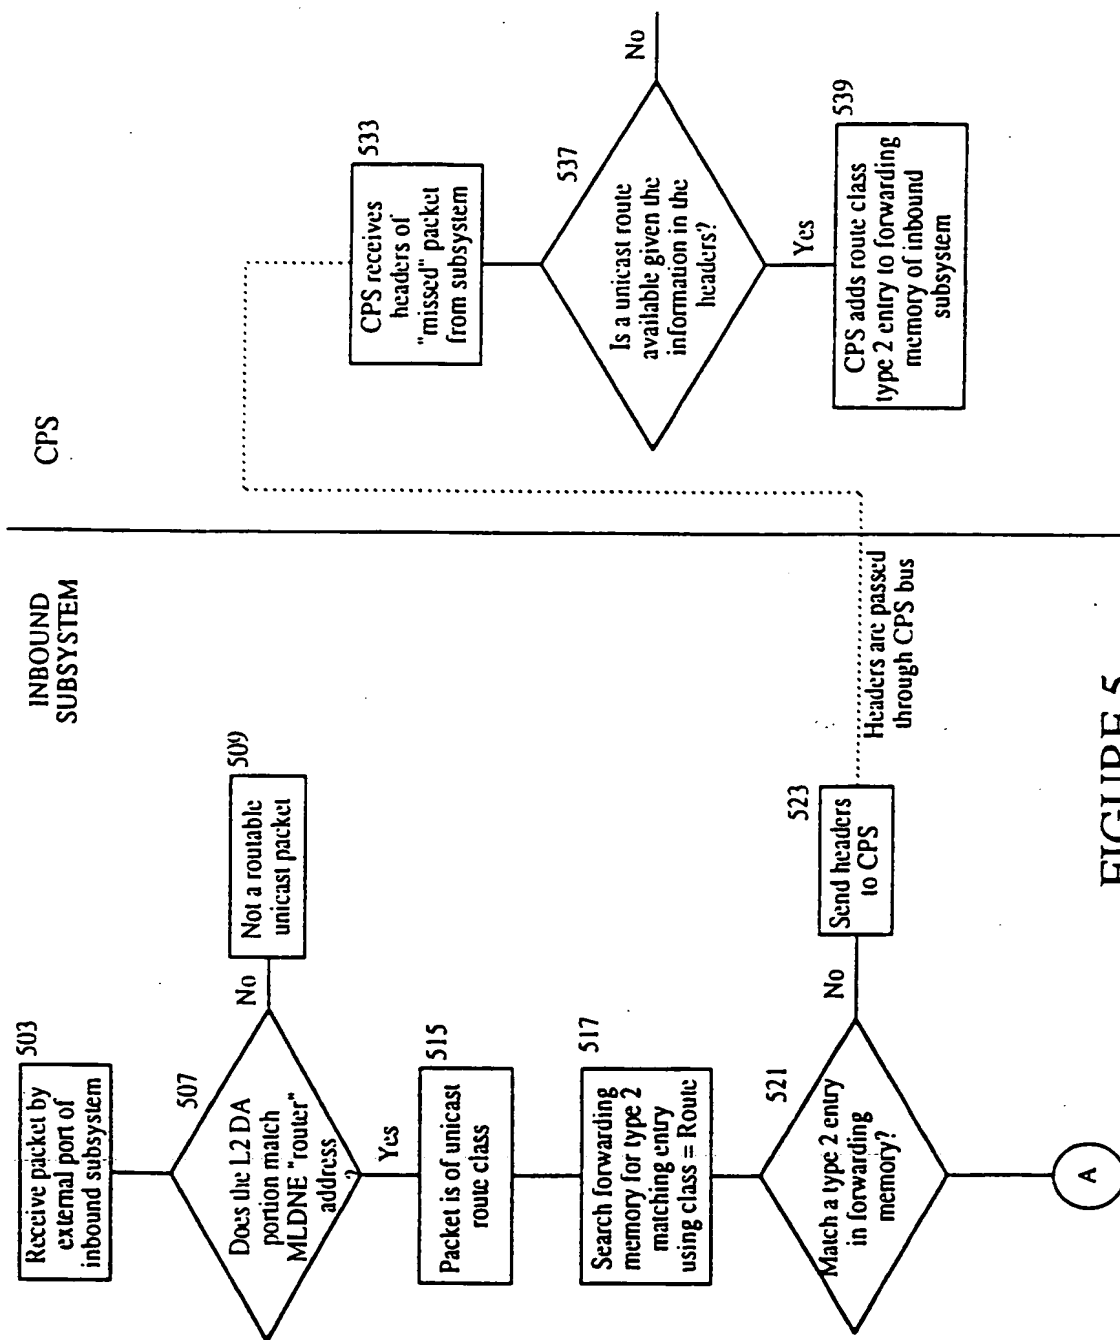 INBOUND
SUBSYSTEM
CPS
503
Receive packet by
external port of
inbound subsystem
507
Does the L2 DA
portion match
MLDNE "router"
address
?
No
509
Not a routable
unicast packet
Yes
515
Packet is of unicast
route class
517
Search forwarding
memory for type 2
matching entry
using class = Route
521
Match a type 2 entry
in forwarding
memory?
No
523
Send headers
to CPS
A
Headers are passed
through CPS bus
533
CPS receives
headers of
"missed" packet
from subsystem
537
Is a unicast route
available given the
information in the
headers?
No
Yes
539
CPS adds route class
type 2 entry to forwarding
memory of inbound
subsystem
FIGURE 5